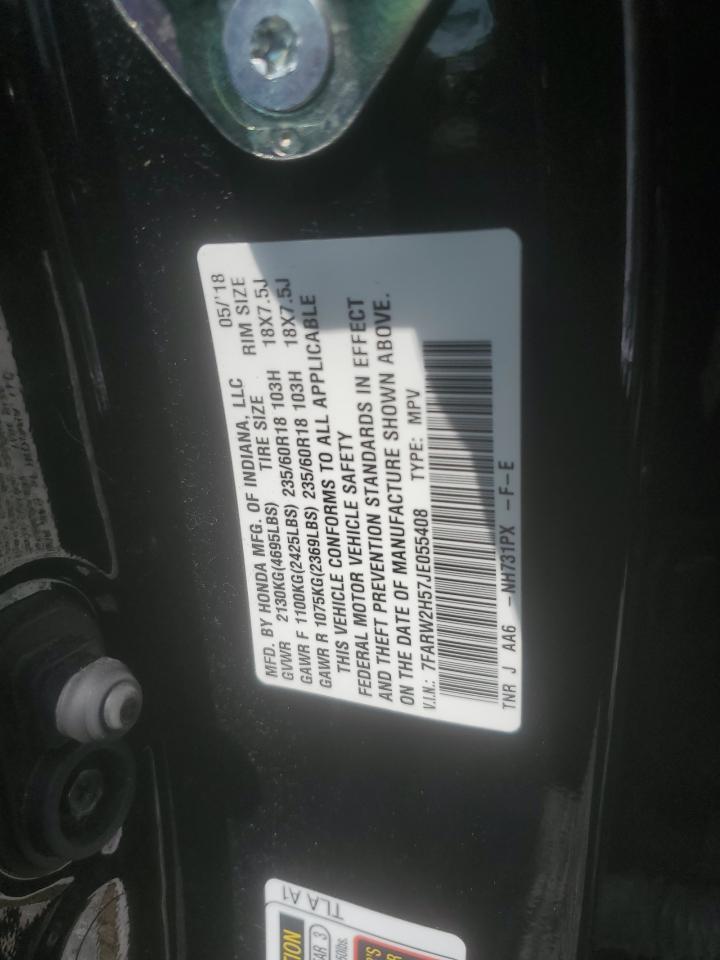 MFD. BY HONDA MFG. OF INDIANA, LLC 05/'18
GVWR 2130KG(4695LBS) TIRE SIZE RIM SIZE
GAWR F 1100KG(2425LBS) 235/60R18 103H 18X7.5J
GAWR R 1075KG(2369LBS) 235/60R18 103H 18X7.5J
THIS VEHICLE CONFORMS TO ALL APPLICABLE
FEDERAL MOTOR VEHICLE SAFETY
AND THEFT PREVENTION STANDARDS IN EFFECT
ON THE DATE OF MANUFACTURE SHOWN ABOVE.
V.I.N.: 7FARW2H57JE055408 TYPE: MPV
TNR J AA6 -NH731PX -F-E
TLA A1